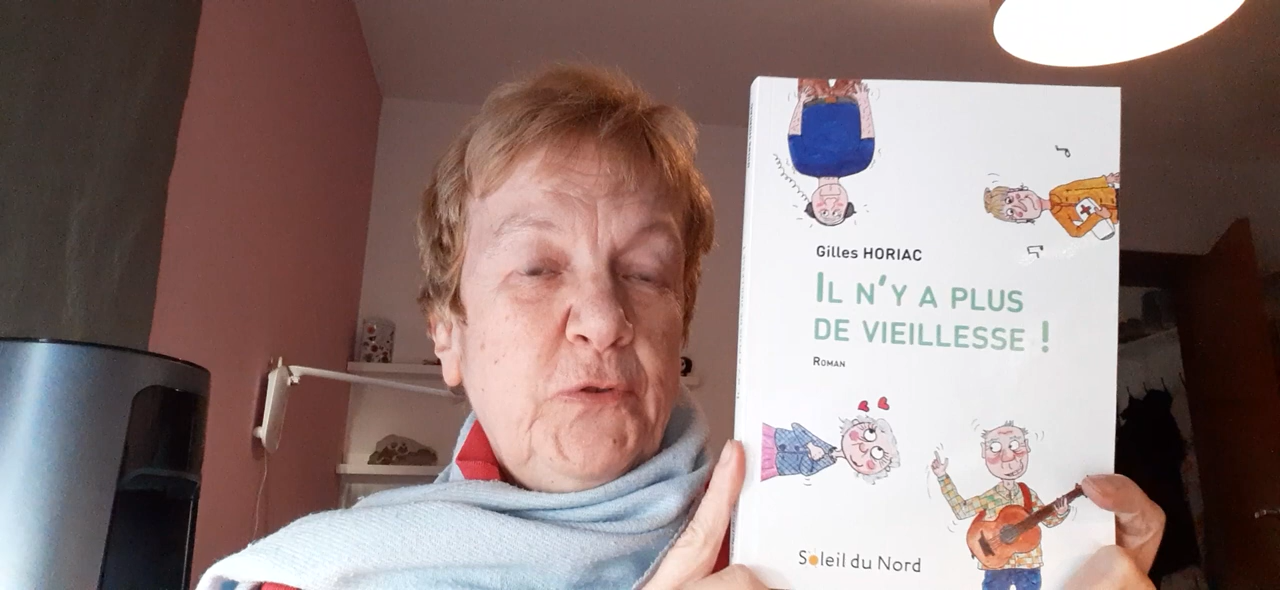 Gilles HORIAC
IL N'Y A PLUS
DE VIEILLESSE !
ROMAN
Soleil du Nord